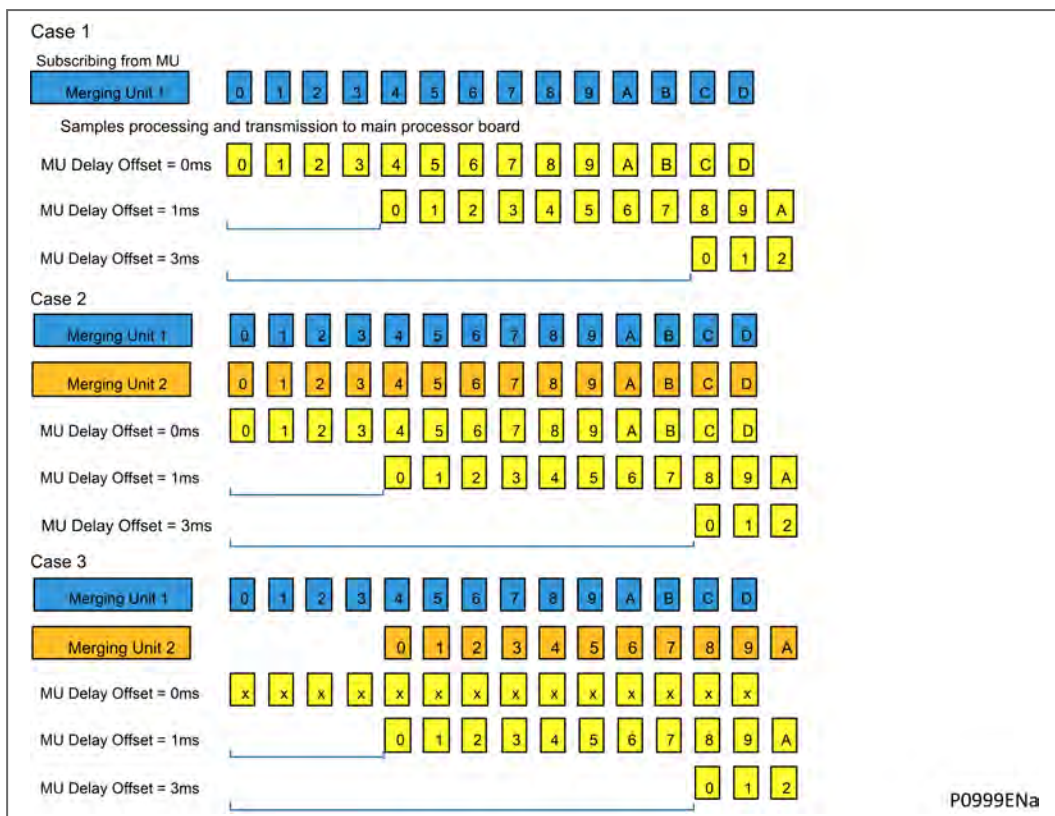 Case 1
Subscribing from MU
Merging Unit 1 0 1 2 3 4 5 6 7 8 9 A B C D
Samples processing and transmission to main processor board
MU Delay Offset = 0ms 0 1 2 3 4 5 6 7 8 9 A B C D
MU Delay Offset = 1ms 0 1 2 3 4 5 6 7 8 9 A
MU Delay Offset = 3ms 0 1 2
Case 2
Merging Unit 1 0 1 2 3 4 5 6 7 8 9 A B C D
Merging Unit 2 0 1 2 3 4 5 6 7 8 9 A B C D
MU Delay Offset = 0ms 0 1 2 3 4 5 6 7 8 9 A B C D
MU Delay Offset = 1ms 0 1 2 3 4 5 6 7 8 9 A
MU Delay Offset = 3ms 0 1 2
Case 3
Merging Unit 1 0 1 2 3 4 5 6 7 8 9 A B C D
Merging Unit 2 0 1 2 3 4 5 6 7 8 9 A
MU Delay Offset = 0ms x x x x x x x x x x x x x x
MU Delay Offset = 1ms 0 1 2 3 4 5 6 7 8 9 A
MU Delay Offset = 3ms 0 1 2
P0999ENa